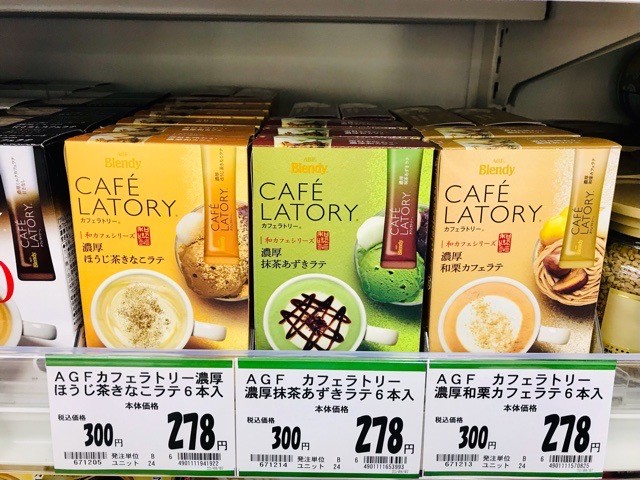 Blendy
CAFÉ
LATORY
カフェラトリー
和カフェシリーズ
濃厚
ほうじ茶きなこラテ
Blendy
CAFÉ
LATORY
カフェラトリー
和カフェシリーズ
濃厚
抹茶あずきラテ
Blendy
CAFÉ
LATORY
カフェラトリー
和カフェシリーズ
濃厚
和栗カフェラテ
AGFカフェラトリー濃厚
ほうじ茶きなこラテ6本入
本体価格
税込価格
300円
278円
671205
発注単位 B 6
ユニット 24
4901111941922
AGF カフェラトリー
濃厚抹茶あずきラテ6本入
本体価格
税込価格
300円
278円
671214
発注単位 B 6
ユニット 24
4901111653993
AGF カフェラトリー
濃厚和栗カフェラテ6本入
本体価格
税込価格
300円
278円
671213
発注単位 B 6
ユニット 24
4901111570825